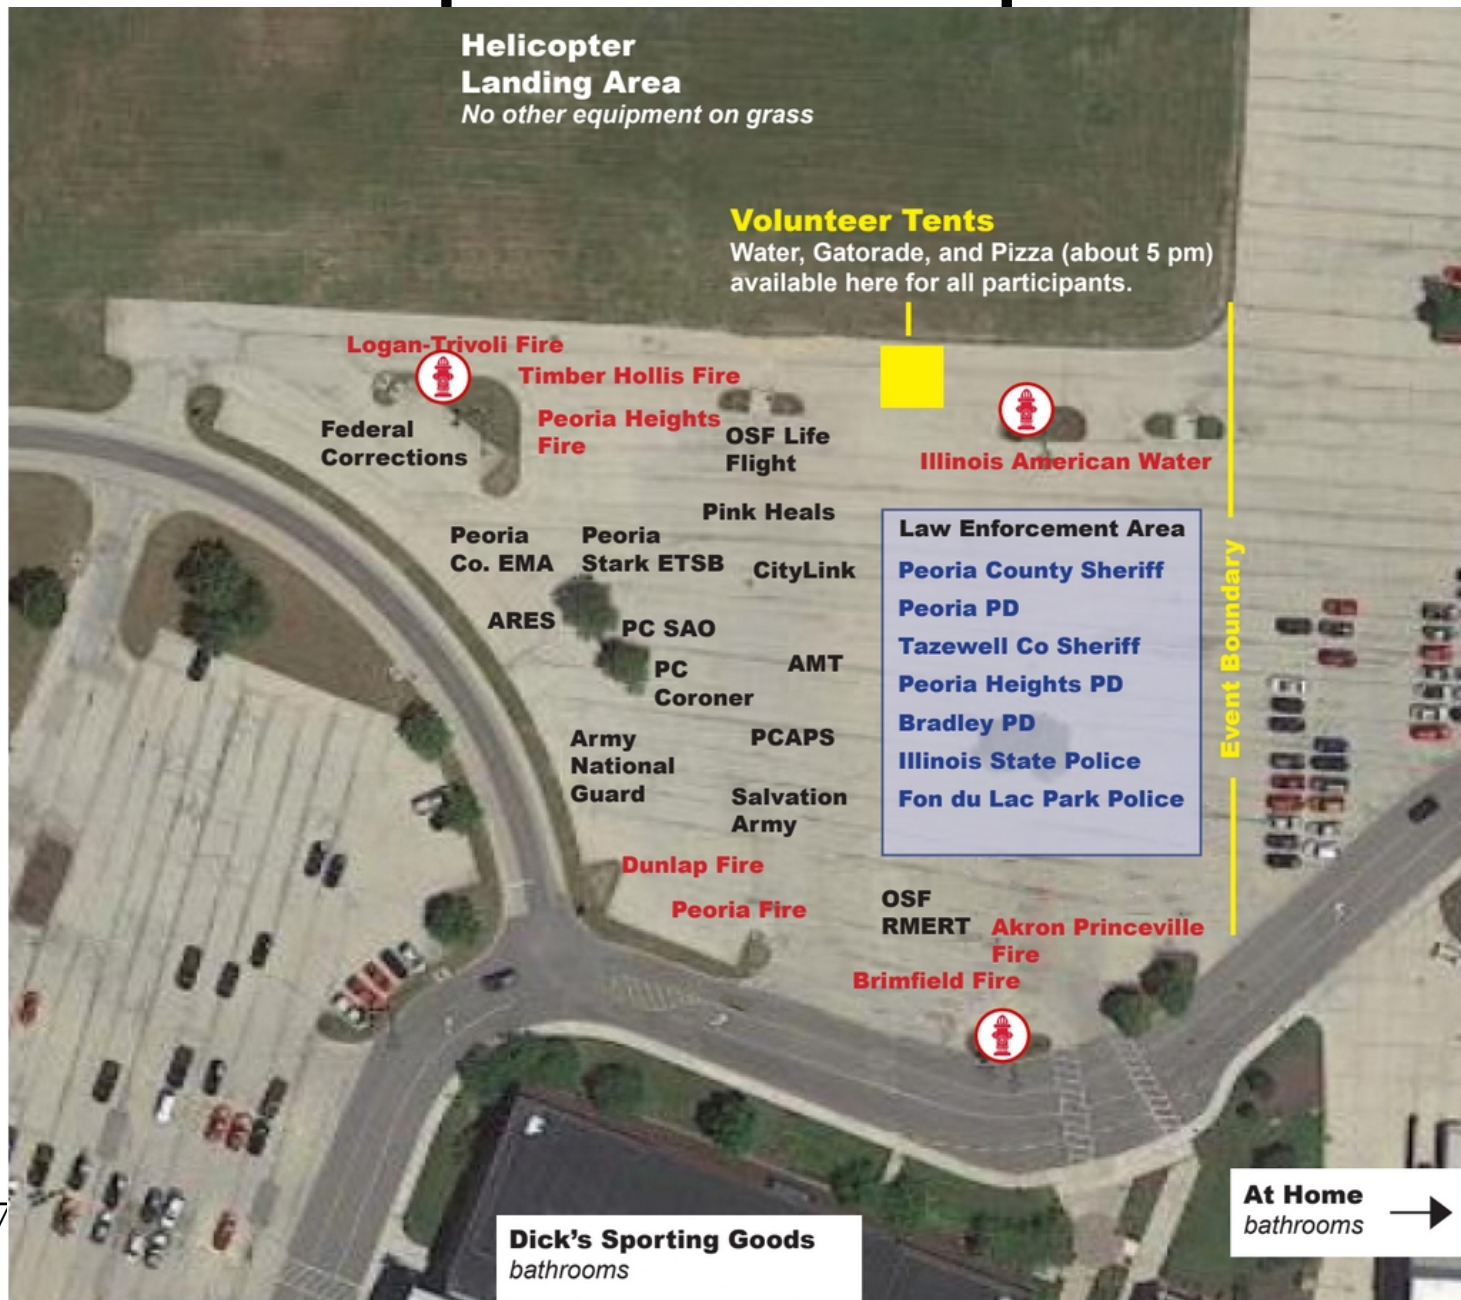 Helicopter
Landing Area
No other equipment on grass
Volunteer Tents
Water, Gatorade, and Pizza (about 5 pm)
available here for all participants.
Logan-Trivoli Fire
Timber Hollis Fire
Peoria Heights
Fire
Federal
Corrections
OSF Life
Flight
Illinois American Water
Pink Heals
Peoria
Co. EMA
Peoria
Stark ETSB
CityLink
ARES
PC SAO
PC
Coroner
AMT
Army
National
Guard
PCAPS
Salvation
Army
Law Enforcement Area
Peoria County Sheriff
Peoria PD
Tazewell Co Sheriff
Peoria Heights PD
Bradley PD
Illinois State Police
Fon du Lac Park Police
Event Boundary
Dunlap Fire
Peoria Fire
OSF
RMERT
Akron Princeville
Fire
Brimfield Fire
At Home
bathrooms
Dick's Sporting Goods
bathrooms